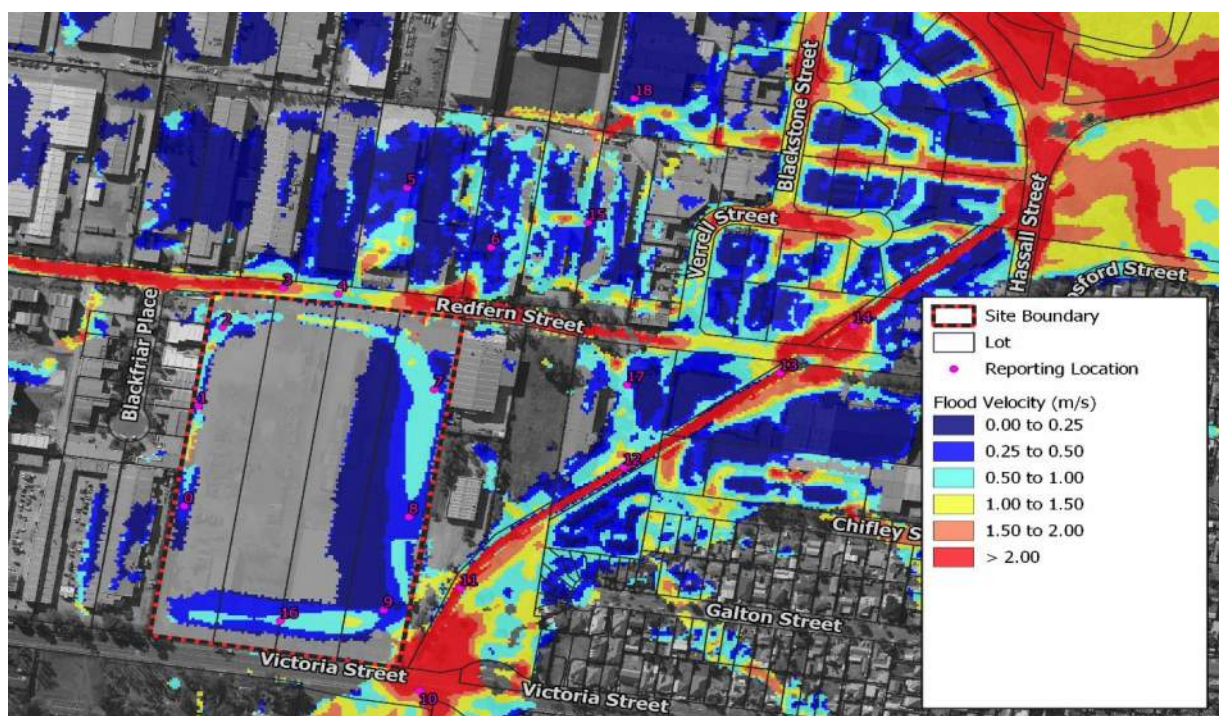 Blackstone Street
18
5
15
6
Verrell Street
Hassall Street
nsford Street
3
4
Redfern Street
2
Blackfriar Place
14
13
7
17
1
12
0
8
11
9
16
10
Chifley S
Galton Street
Victoria Street
Victoria Street
Site Boundary
Lot
Reporting Location
Flood Velocity (m/s)
0.00 to 0.25
0.25 to 0.50
0.50 to 1.00
1.00 to 1.50
1.50 to 2.00
> 2.00